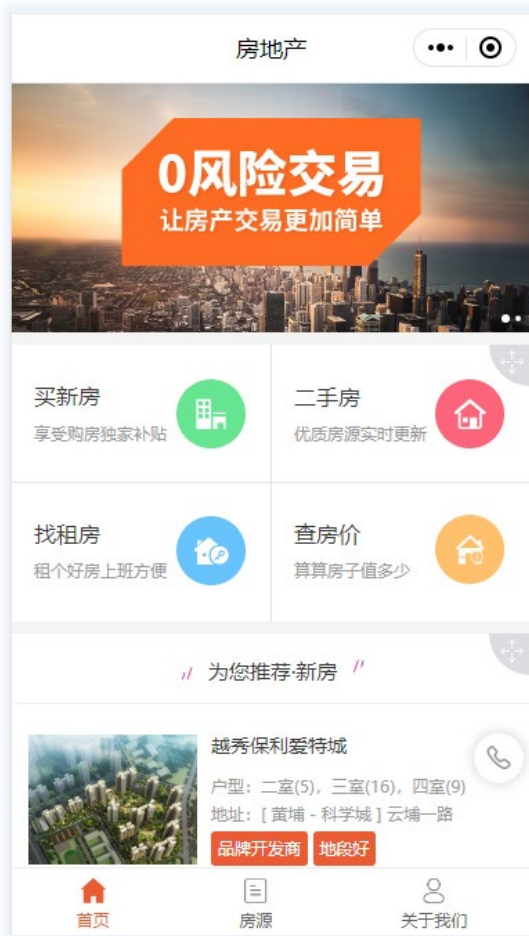 房地产
0风险交易
让房产交易更加简单
买新房
享受购房独家补贴
二手房
优质房源实时更新
找租房
租个好房上班方便
查房价
算算房子值多少
为您推荐·新房
越秀保利爱特城
户型：二室(5)，三室(16)，四室(9)
地址：[ 黄埔 - 科学城 ] 云埔一路
品牌开发商 地段好
首页 房源 关于我们